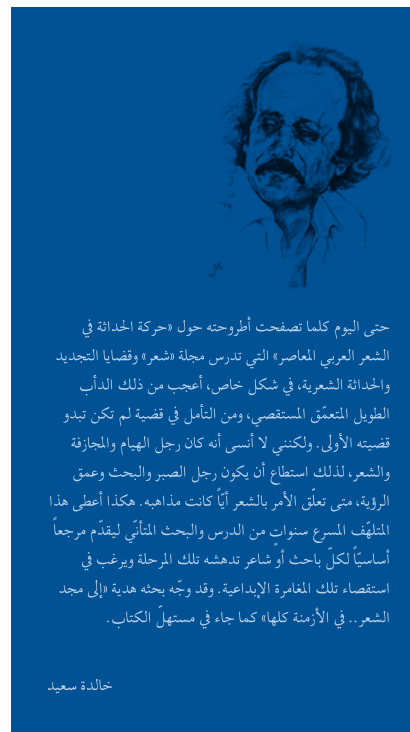 حتى اليوم كلما تصفحت أطروحته حول «حركة الحداثة في
الشعر العربي المعاصر» التي تدرس مجلة «شعر» وقضايا التجديد
والحداثة الشعرية، في شكل خاص، أعجب من ذلك الدأب
الطويل المتعمّق المستقصي، ومن التأمل في قضية لم تكن تبدو
قضيته الأولى. ولكنني لا أنسى أنه كان رجل الهيام والمجازفة
والشعر، لذلك استطاع أن يكون رجل الصبر والبحث وعمق
الرؤية، متى تعلّق الأمر بالشعر أيّاً كانت مذاهبه. هكذا أعطى هذا
المتلهّف المسرع سنواتٍ من الدرس والبحث المتأنّي ليقدّم مرجعاً
أساسيّاً لكلّ باحث أو شاعر تدهشه تلك المرحلة ويرغب في
استقصاء تلك المغامرة الإبداعية. وقد وجّه بحثه هدية «إلى مجد
الشعر.. في الأزمنة كلها» كما جاء في مستهلّ الكتاب.
خالدة سعيد